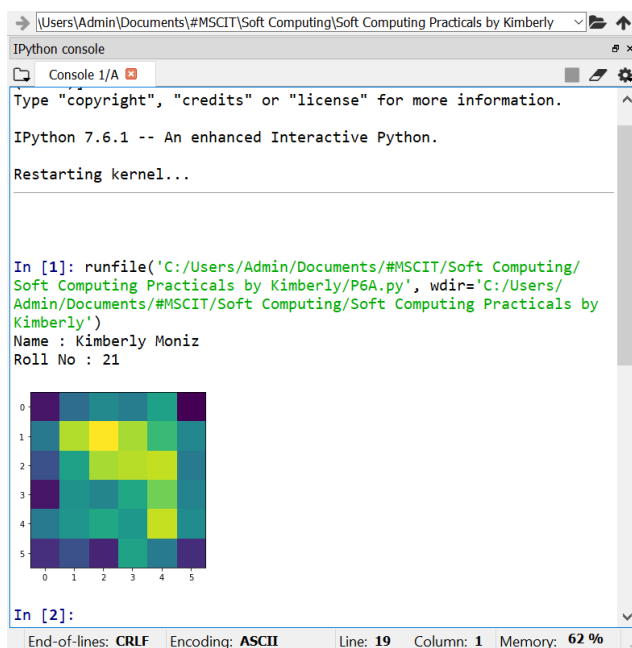 \Users\Admin\Documents\#MSCIT\Soft Computing\Soft Computing Practicals by Kimberly
IPython console
Console 1/A
Type "copyright", "credits" or "license" for more information.
IPython 7.6.1 -- An enhanced Interactive Python.
Restarting kernel...
In [1]: runfile('C:/Users/Admin/Documents/#MSCIT/Soft Computing/
Soft Computing Practicals by Kimberly/P6A.py', wdir='C:/Users/
Admin/Documents/#MSCIT/Soft Computing/Soft Computing Practicals by
Kimberly')
Name : Kimberly Moniz
Roll No : 21
0
1
2
3
4
5
0 1 2 3 4 5
In [2]:
End-of-lines: CRLF Encoding: ASCII Line: 19 Column: 1 Memory: 62 %